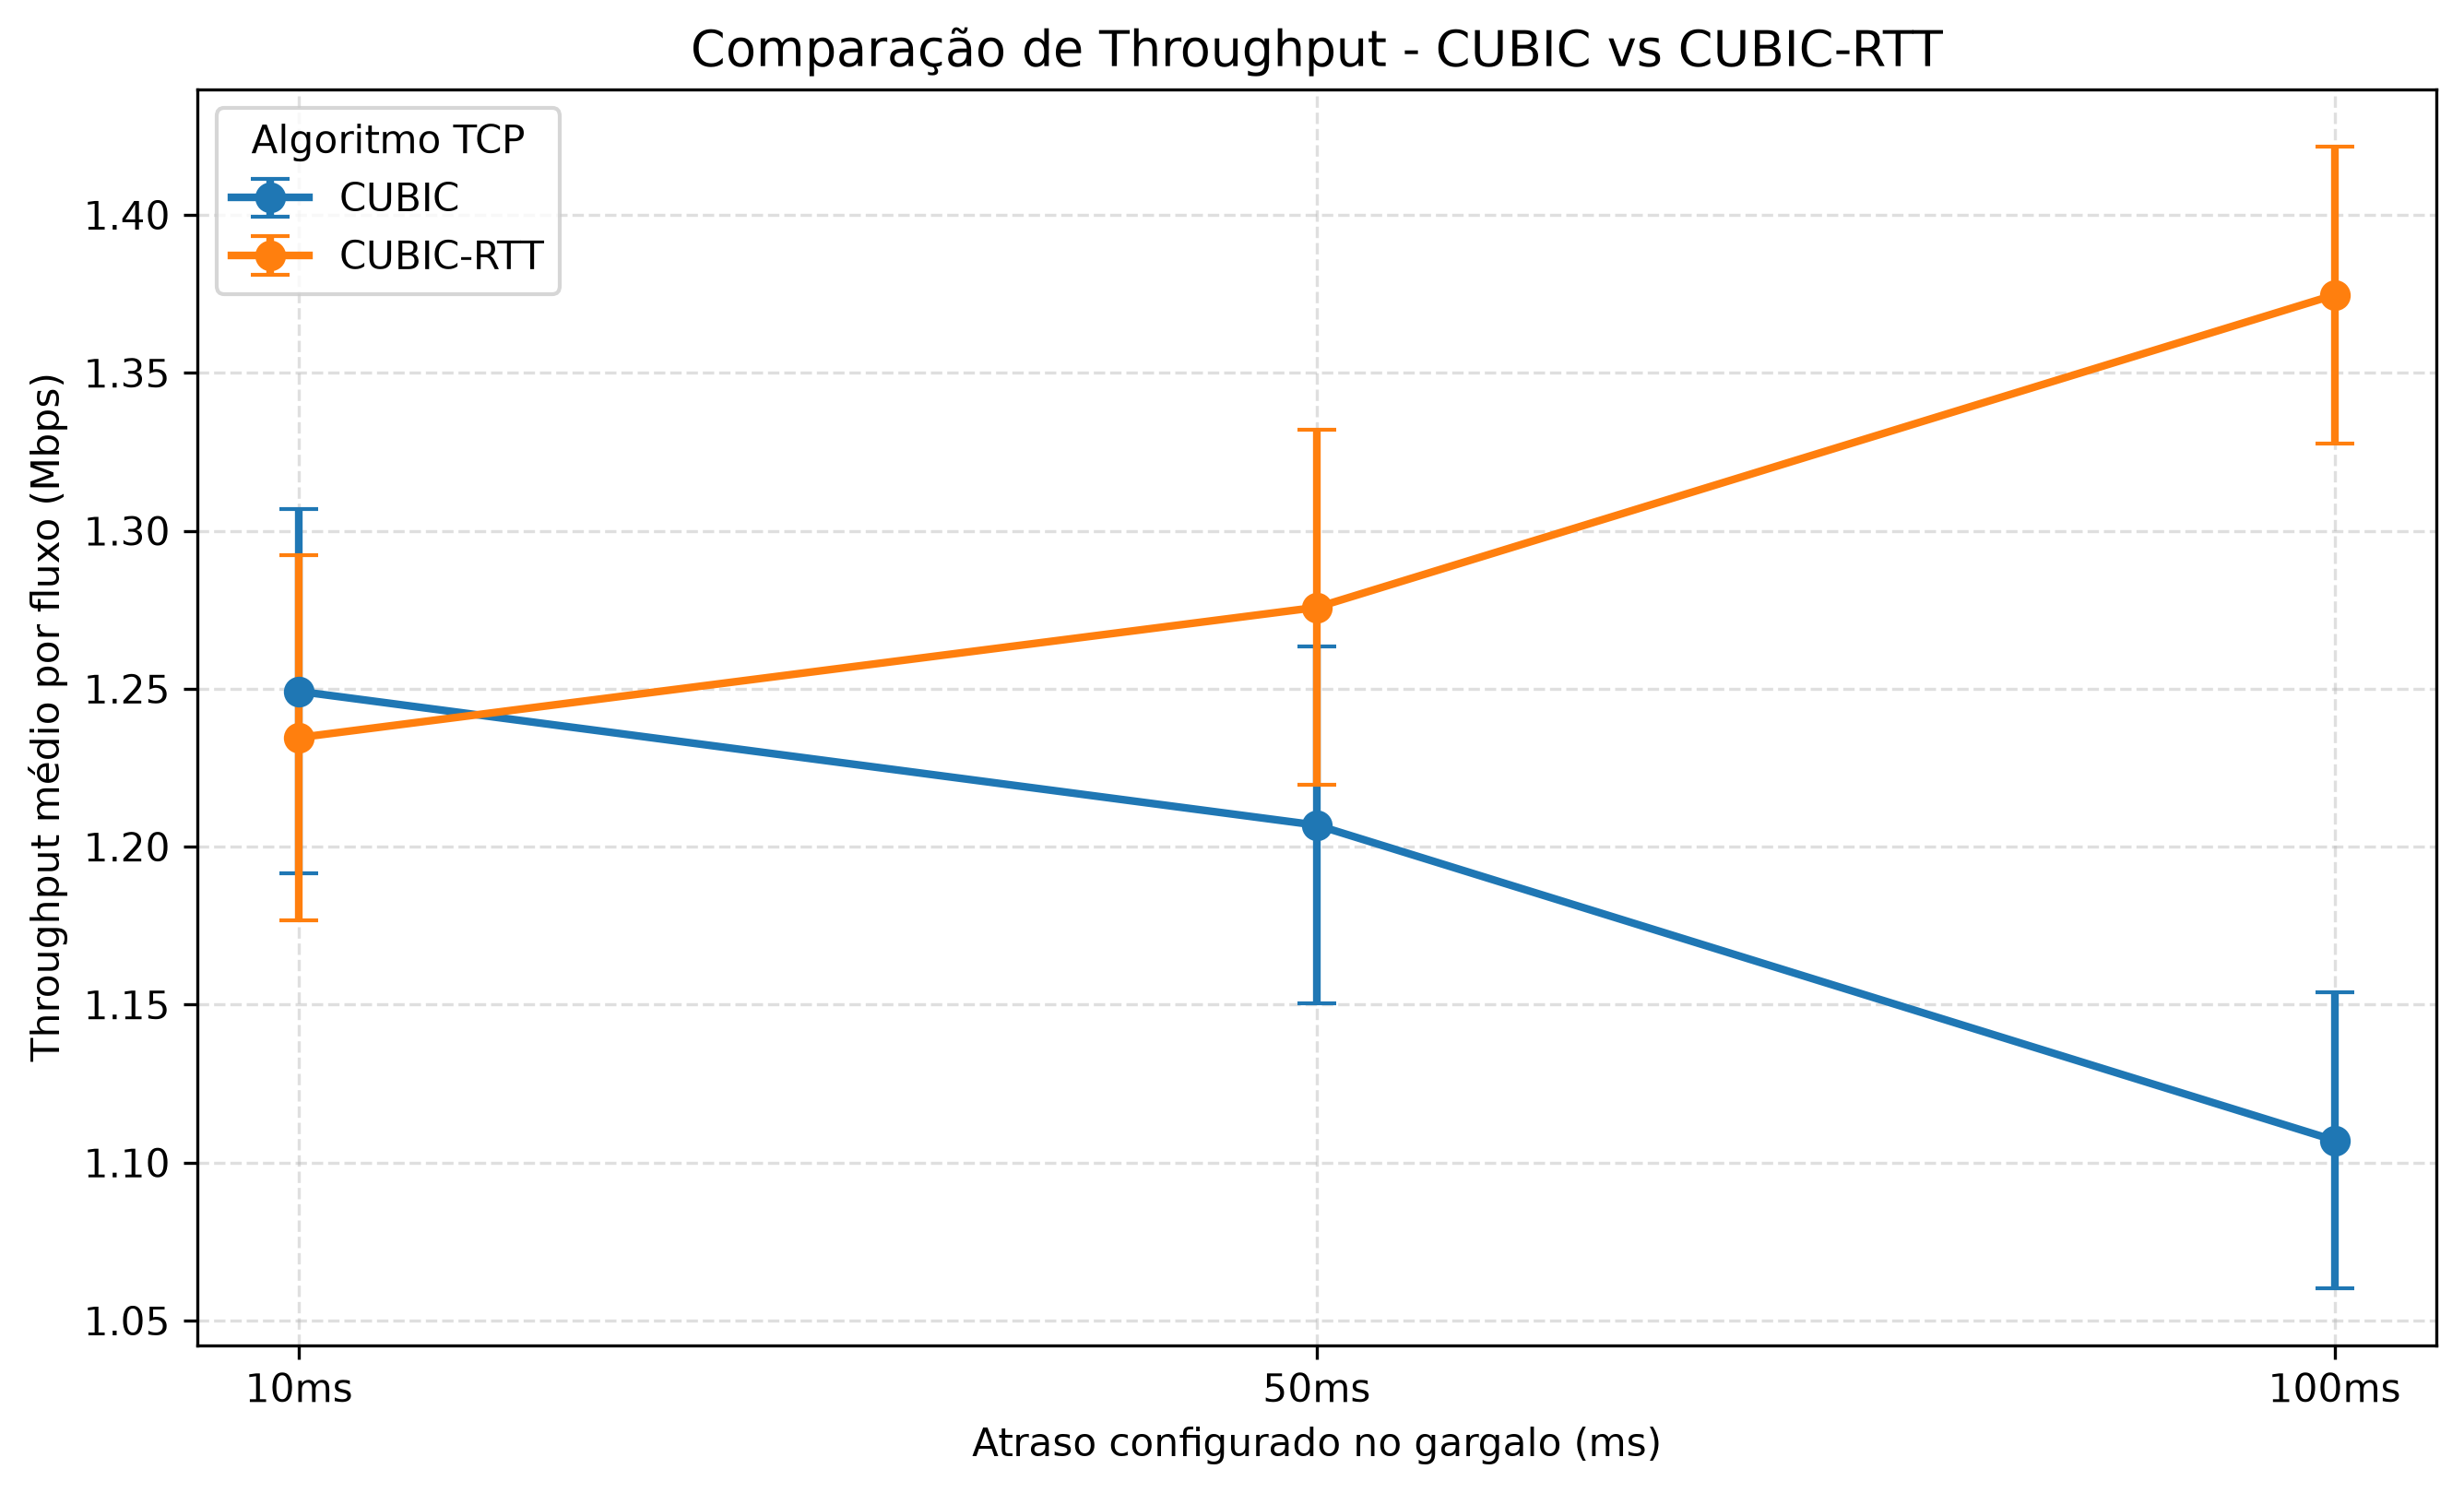 Comparação de Throughput - CUBIC vs CUBIC-RTT
Algoritmo TCP
CUBIC
CUBIC-RTT
Throughput médio por fluxo (Mbps)
1.40
1.35
1.30
1.25
1.20
1.15
1.10
1.05
10ms
50ms
100ms
Atraso configurado no gargalo (ms)